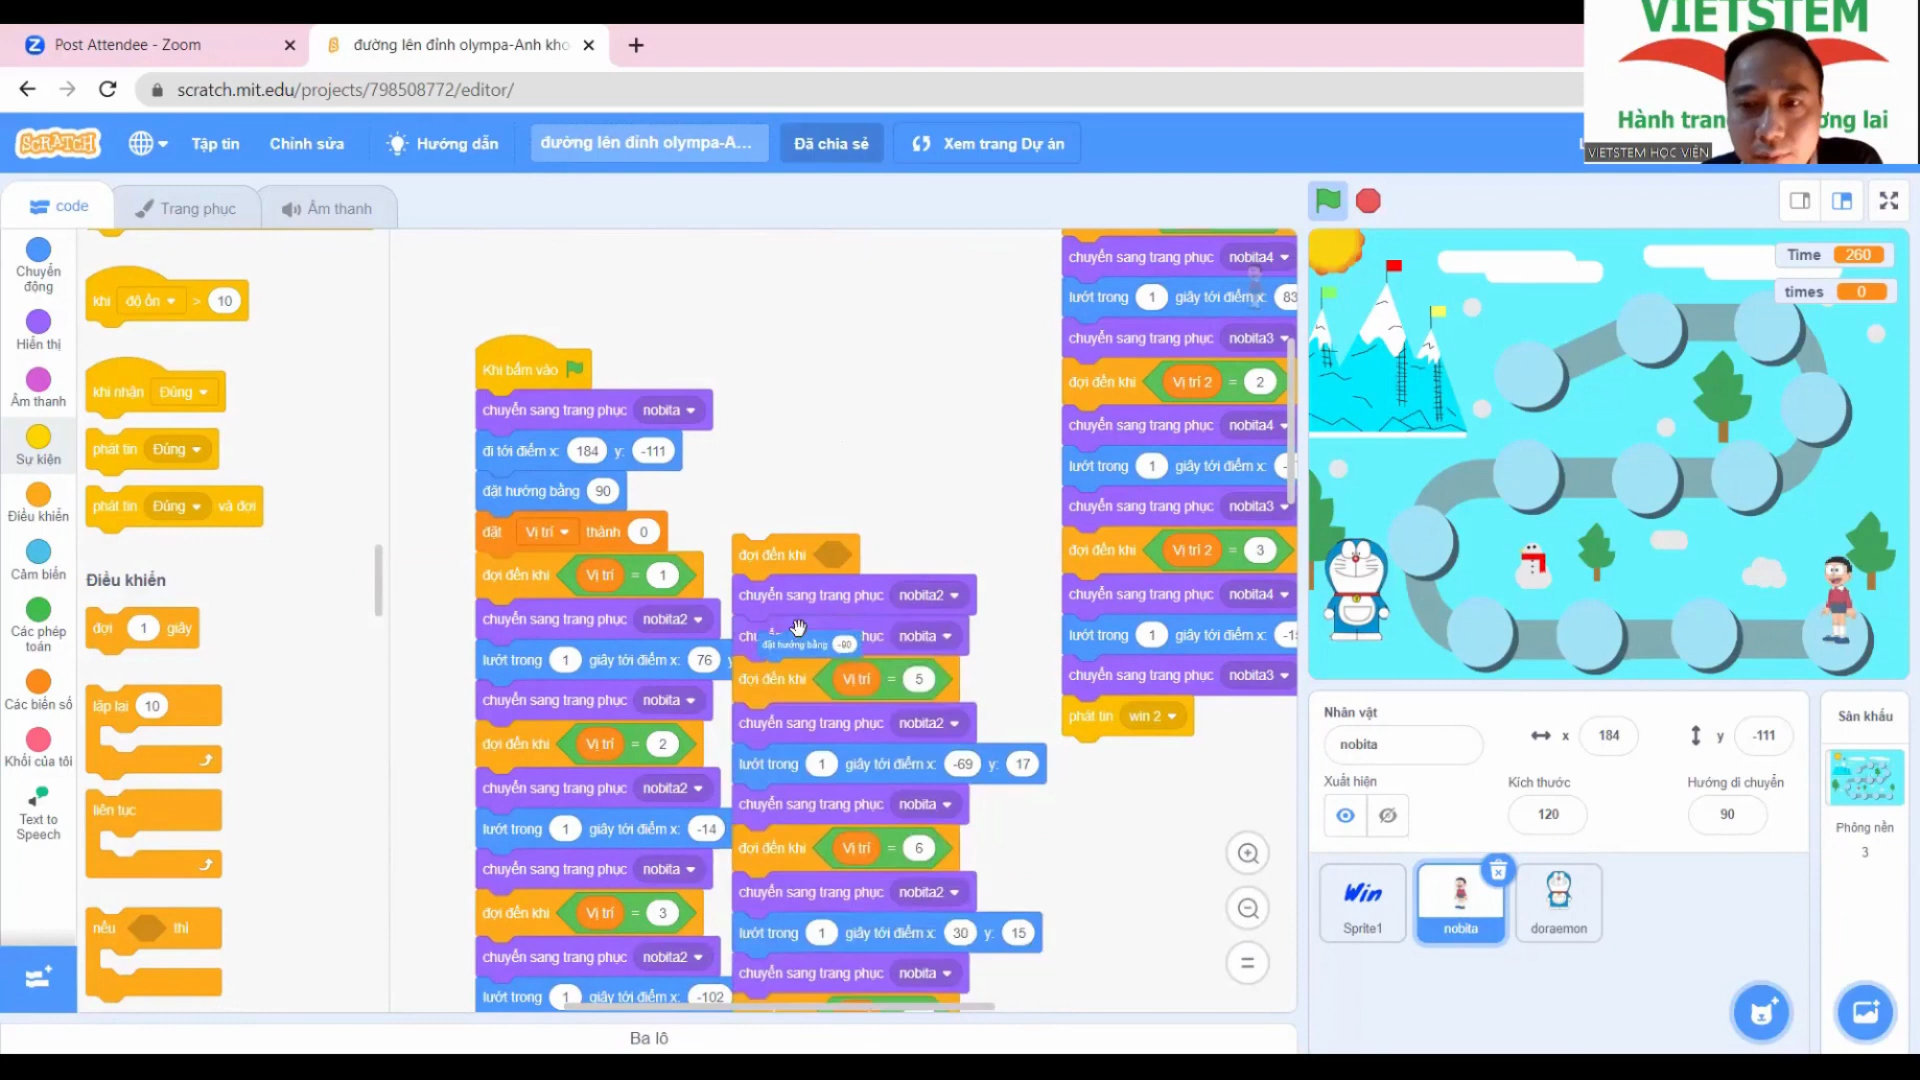 Post Attendee - Zoom
đường lên đỉnh olympa-Anh kho
scratch.mit.edu/projects/798508772/editor/
VIETSTEM
Hành tran
ơng lai
VIETSTEM HỌC VIÊN
SCRATCH
Tập tin
Chỉnh sửa
Hướng dẫn
đường lên đỉnh olympa-A...
Đã chia sẻ
Xem trang Dự án
code
Trang phục
Âm thanh
Chuyển động
Hiển thị
Âm thanh
Sự kiện
Điều khiển
Cảm biến
Các phép toán
Các biến số
Khối của tôi
Text to Speech
khi độ ồn > 10
khi nhận Đúng
phát tin Đúng
phát tin Đúng và đợi
Điều khiển
đợi 1 giây
lặp lại 10
liên tục
nếu thì
Khi bấm vào
chuyển sang trang phục nobita
đi tới điểm x: 184 y: -111
đặt hướng bằng 90
đặt Vị trí thành 0
đợi đến khi Vị trí = 1
chuyển sang trang phục nobita2
lướt trong 1 giây tới điểm x: 76
chuyển sang trang phục nobita
đợi đến khi Vị trí = 2
chuyển sang trang phục nobita2
lướt trong 1 giây tới điểm x: -14
chuyển sang trang phục nobita
đợi đến khi Vị trí = 3
chuyển sang trang phục nobita2
lướt trong 1 giây tới điểm x: -102
đợi đến khi
chuyển sang trang phục nobita2
nobita
đặt hướng bằng -90
đợi đến khi Vị trí = 5
chuyển sang trang phục nobita2
lướt trong 1 giây tới điểm x: -69 y: 17
chuyển sang trang phục nobita
đợi đến khi Vị trí = 6
chuyển sang trang phục nobita2
lướt trong 1 giây tới điểm x: 30 y: 15
chuyển sang trang phục nobita
chuyển sang trang phục nobita4
lướt trong 1 giây tới điểm x: 83
chuyển sang trang phục nobita3
đợi đến khi Vị trí 2 = 2
chuyển sang trang phục nobita4
lướt trong 1 giây tới điểm x:
chuyển sang trang phục nobita3
đợi đến khi Vị trí 2 = 3
chuyển sang trang phục nobita4
lướt trong 1 giây tới điểm x:
chuyển sang trang phục nobita3
phát tin win 2
Ba lô
Time 260
times 0
Nhân vật
nobita
x 184
y -111
Xuất hiện
Kích thước
120
Hướng di chuyển
90
Win
Sprite1
nobita
doraemon
Sân khấu
Phông nền
3